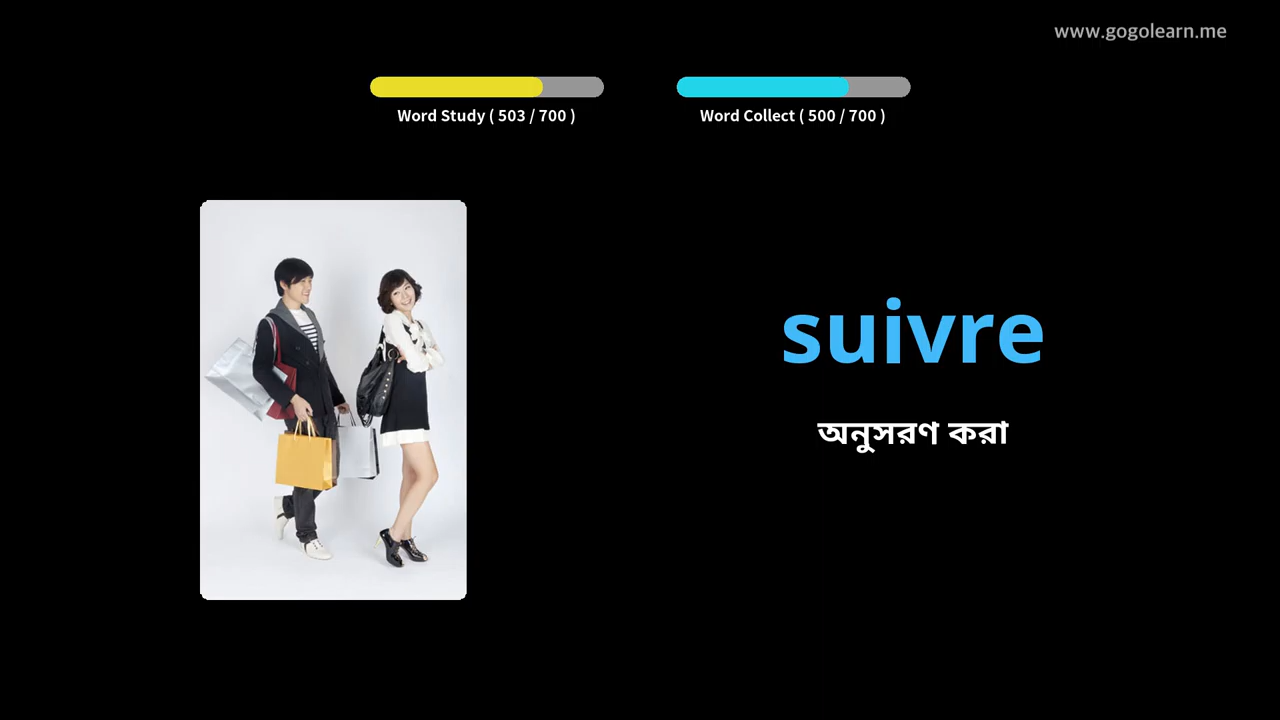 www.gogolearn.me
Word Study ( 503 / 700 )
Word Collect ( 500 / 700 )
suivre
অনুসরণ করা